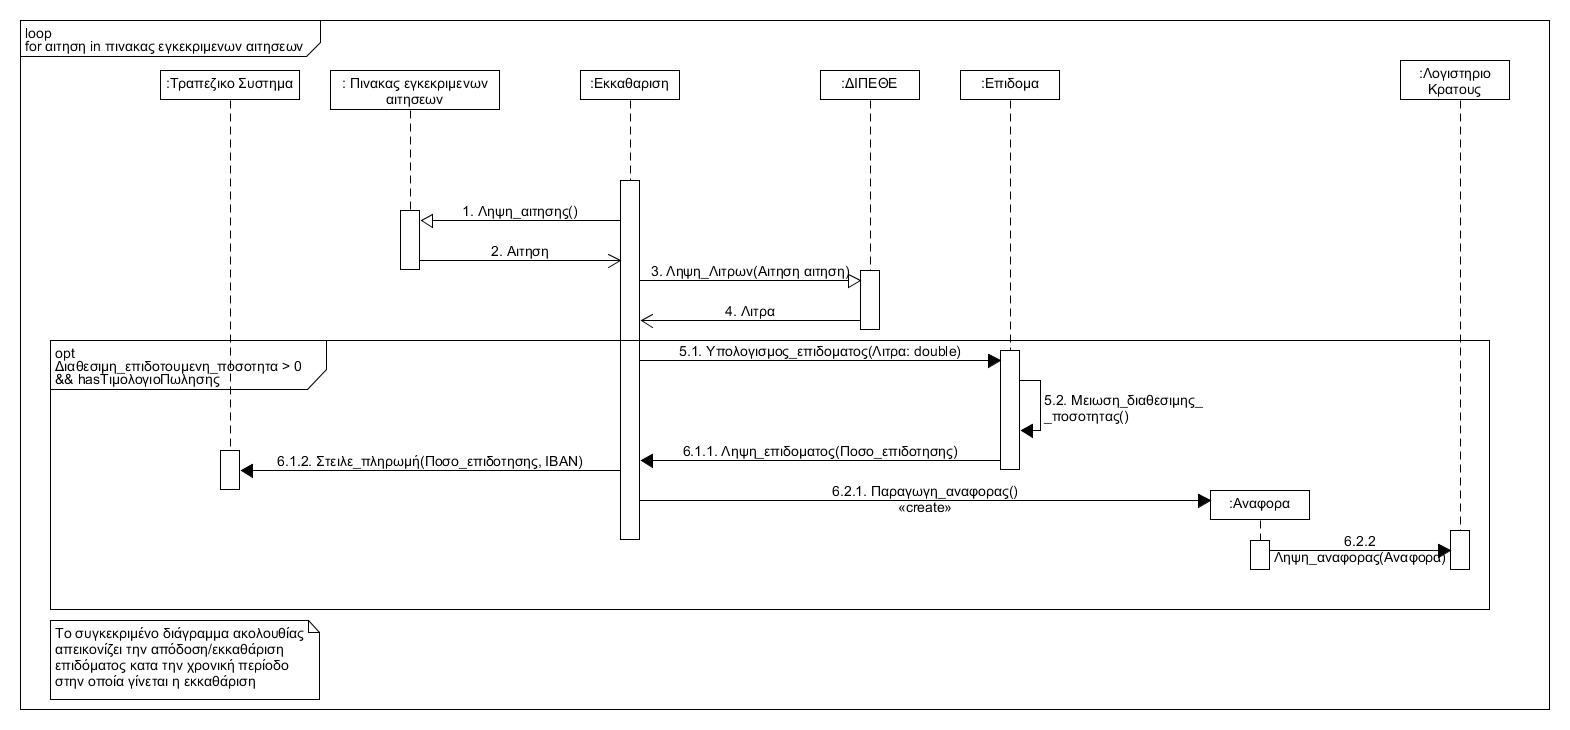 loop
for αιτηση in πινακας εγκεκριμενων αιτησεων
:Τραπεζικο Συστημα
: Πινακας εγκεκριμενων
αιτησεων
:Εκκαθαριση
:ΔΙΠΕΘΕ
:Επιδομα
:Λογιστηριο
Κρατους
1. Ληψη_αιτησης()
2. Αιτηση
3. Ληψη_Λιτρων(Αιτηση αιτηση)
4. Λιτρα
opt
Διαθεσιμη_επιδοτουμενη_ποσοτητα > 0
&& hasΤιμολογιοΠωλησης
5.1. Υπολογισμος_επιδοματος(Λιτρα: double)
5.2. Μειωση_διαθεσιμης_
_ποσοτητας()
6.1.1. Ληψη_επιδοματος(Ποσο_επιδοτησης)
6.1.2. Στειλε_πληρωμή(Ποσο_επιδοτησης, IBAN)
6.2.1. Παραγωγη_αναφορας()
«create»
:Αναφορα
6.2.2
Ληψη_αναφορας(Αναφορα)
Το συγκεκριμένο διάγραμμα ακολουθίας
απεικονίζει την απόδοση/εκκαθάριση
επιδόματος κατα την χρονική περίοδο
στην οποία γίνεται η εκκαθάριση